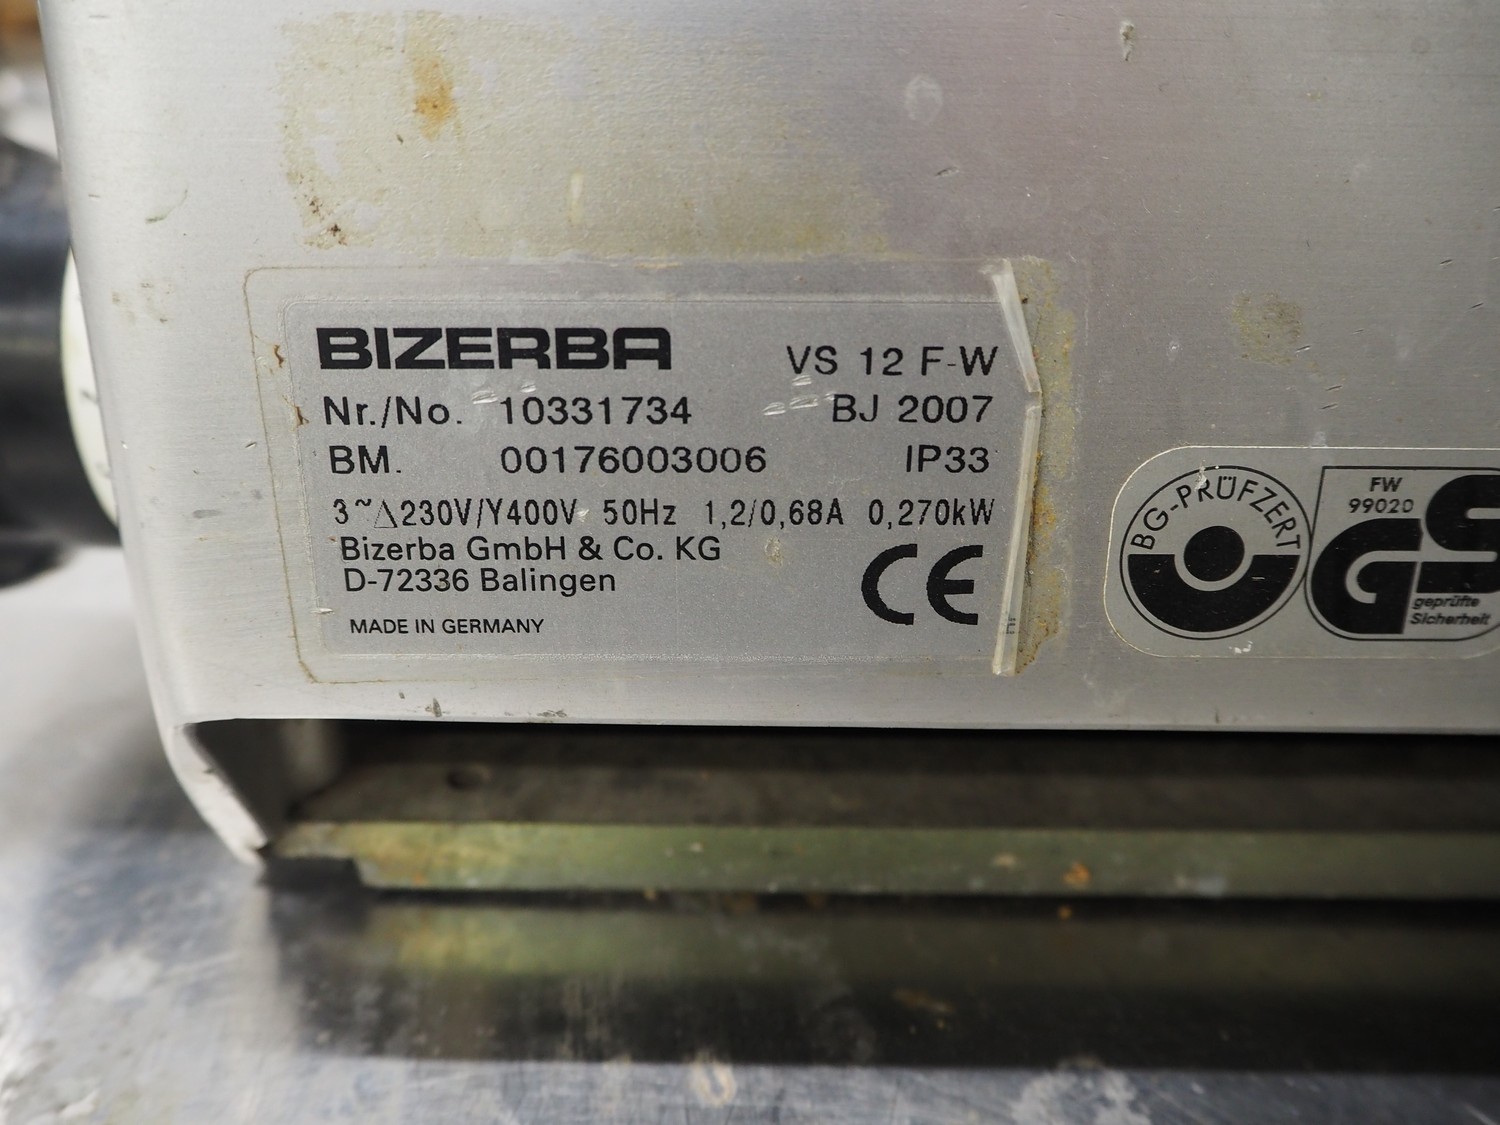 BIZERBA VS 12 F-W
Nr./No. 10331734 BJ 2007
BM. 00176003006 IP33
3~△230V/Y400V 50Hz 1,2/0,68A 0,270kW
Bizerba GmbH & Co. KG
D-72336 Balingen
CE
MADE IN GERMANY
BG-PRÜFZERT
FW
99020
GS
geprüfte
Sicherheit